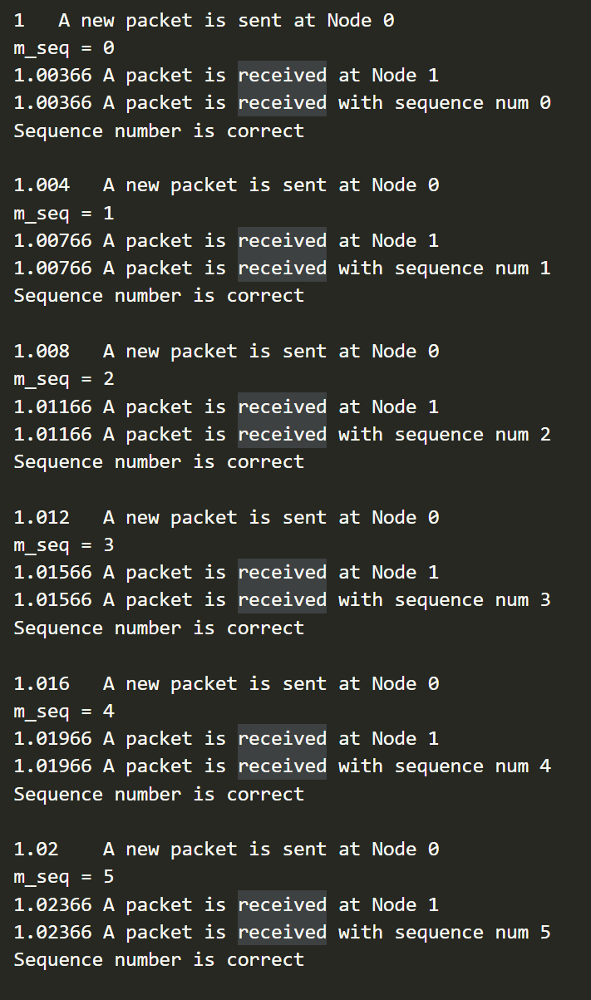 1   A new packet is sent at Node 0
m_seq = 0
1.00366 A packet is received at Node 1
1.00366 A packet is received with sequence num 0
Sequence number is correct

1.004   A new packet is sent at Node 0
m_seq = 1
1.00766 A packet is received at Node 1
1.00766 A packet is received with sequence num 1
Sequence number is correct

1.008   A new packet is sent at Node 0
m_seq = 2
1.01166 A packet is received at Node 1
1.01166 A packet is received with sequence num 2
Sequence number is correct

1.012   A new packet is sent at Node 0
m_seq = 3
1.01566 A packet is received at Node 1
1.01566 A packet is received with sequence num 3
Sequence number is correct

1.016   A new packet is sent at Node 0
m_seq = 4
1.01966 A packet is received at Node 1
1.01966 A packet is received with sequence num 4
Sequence number is correct

1.02    A new packet is sent at Node 0
m_seq = 5
1.02366 A packet is received at Node 1
1.02366 A packet is received with sequence num 5
Sequence number is correct